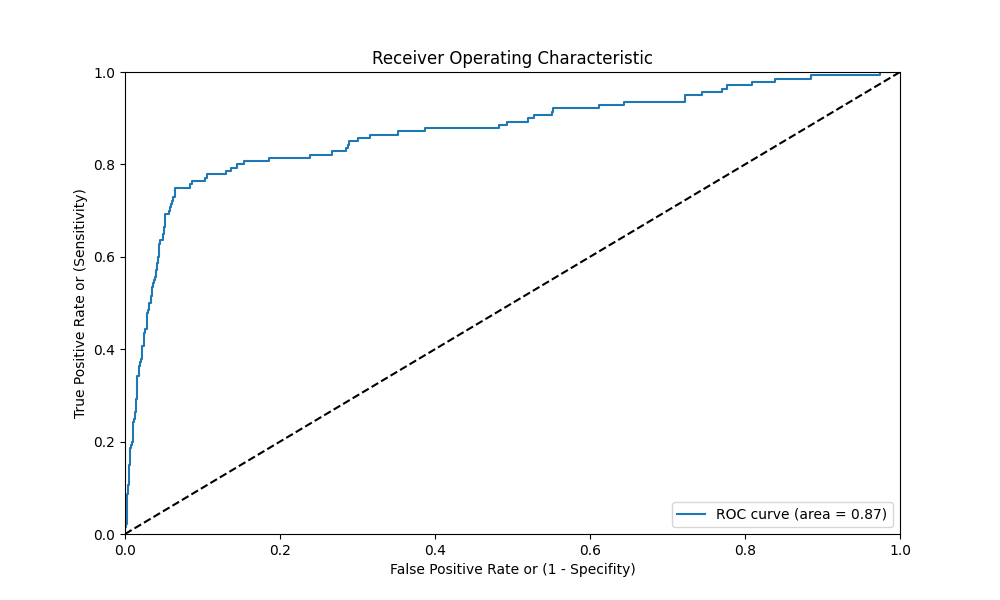 Receiver Operating Characteristic
1.0
0.8
0.6
0.4
0.2
0.0
True Positive Rate or (Sensitivity)
ROC curve (area = 0.87)
0.0 0.2 0.4 0.6 0.8 1.0
False Positive Rate or (1 - Specifity)